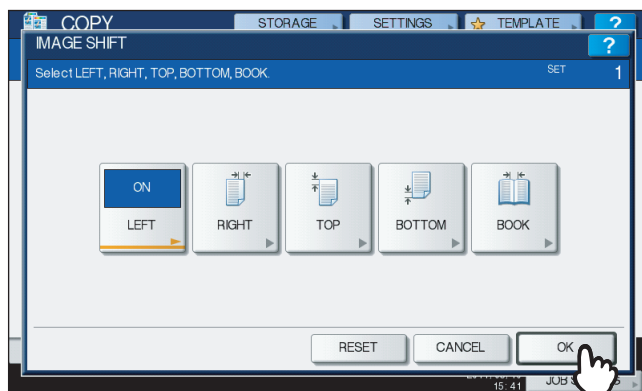 COPY STORAGE SETTINGS TEMPLATE ?
IMAGE SHIFT ?
Select LEFT, RIGHT, TOP, BOTTOM, BOOK. SET 1
ON
LEFT RIGHT TOP BOTTOM BOOK
RESET CANCEL OK
15:41 JOB